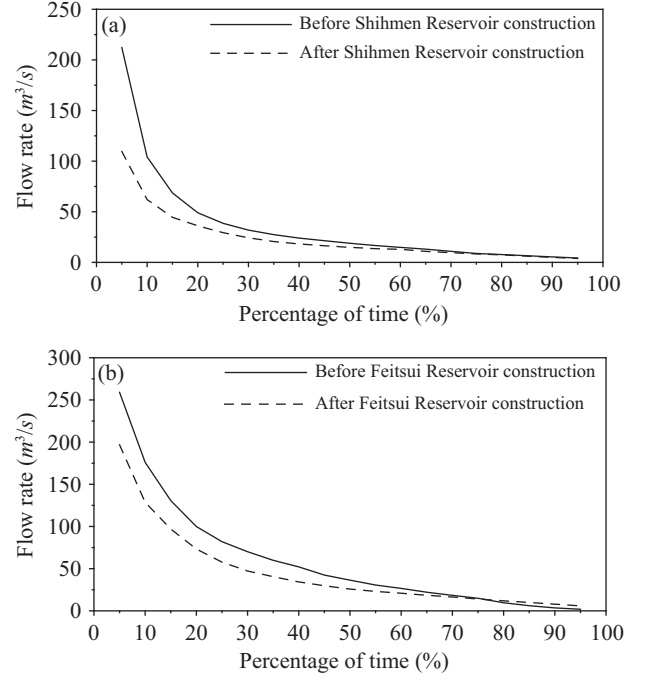 (a)
Before Shihmen Reservoir construction
After Shihmen Reservoir construction
Flow rate (m³/s)
250
200
150
100
50
0
0 10 20 30 40 50 60 70 80 90 100
Percentage of time (%)
(b)
Before Feitsui Reservoir construction
After Feitsui Reservoir construction
Flow rate (m³/s)
300
250
200
150
100
50
0
0 10 20 30 40 50 60 70 80 90 100
Percentage of time (%)